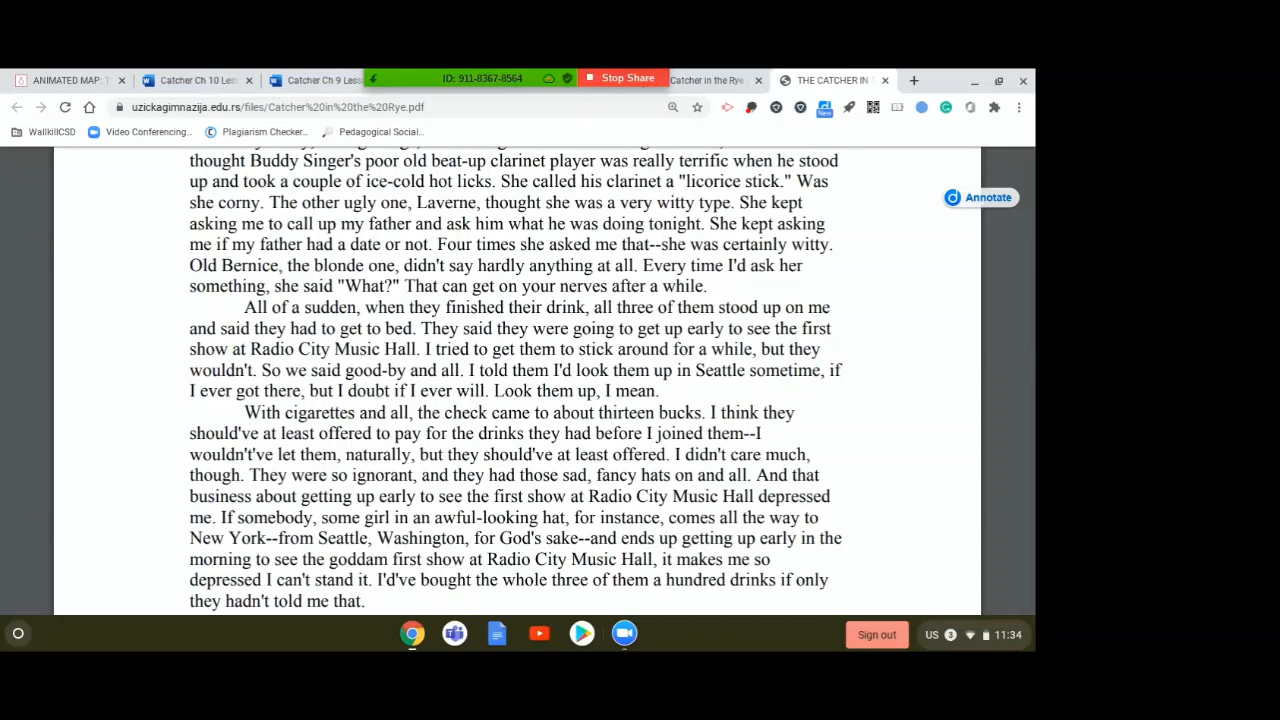 ANIMATED MAP: T
Catcher Ch 10 Less
Catcher Ch 9 Less
ID: 911-8367-8564
Stop Share
Catcher in the Rye
THE CATCHER IN T
uzickagimnazija.edu.rs/files/Catcher%20in%20the%20Rye.pdf
New
WallkillCSD
Video Conferencing...
Plagiarism Checker...
Pedagogical Social...
Annotate
thought Buddy Singer's poor old beat-up clarinet player was really terrific when he stood
up and took a couple of ice-cold hot licks. She called his clarinet a "licorice stick." Was
she corny. The other ugly one, Laverne, thought she was a very witty type. She kept
asking me to call up my father and ask him what he was doing tonight. She kept asking
me if my father had a date or not. Four times she asked me that--she was certainly witty.
Old Bernice, the blonde one, didn't say hardly anything at all. Every time I'd ask her
something, she said "What?" That can get on your nerves after a while.
All of a sudden, when they finished their drink, all three of them stood up on me
and said they had to get to bed. They said they were going to get up early to see the first
show at Radio City Music Hall. I tried to get them to stick around for a while, but they
wouldn't. So we said good-by and all. I told them I'd look them up in Seattle sometime, if
I ever got there, but I doubt if I ever will. Look them up, I mean.
With cigarettes and all, the check came to about thirteen bucks. I think they
should've at least offered to pay for the drinks they had before I joined them--I
wouldn't've let them, naturally, but they should've at least offered. I didn't care much,
though. They were so ignorant, and they had those sad, fancy hats on and all. And that
business about getting up early to see the first show at Radio City Music Hall depressed
me. If somebody, some girl in an awful-looking hat, for instance, comes all the way to
New York--from Seattle, Washington, for God's sake--and ends up getting up early in the
morning to see the goddam first show at Radio City Music Hall, it makes me so
depressed I can't stand it. I'd've bought the whole three of them a hundred drinks if only
they hadn't told me that.
Sign out
US 3 11:34